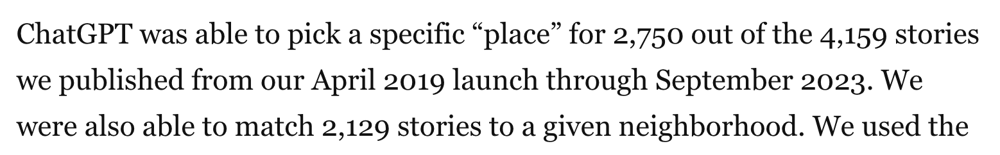 ChatGPT was able to pick a specific “place” for 2,750 out of the 4,159 stories
we published from our April 2019 launch through September 2023. We
were also able to match 2,129 stories to a given neighborhood. We used the